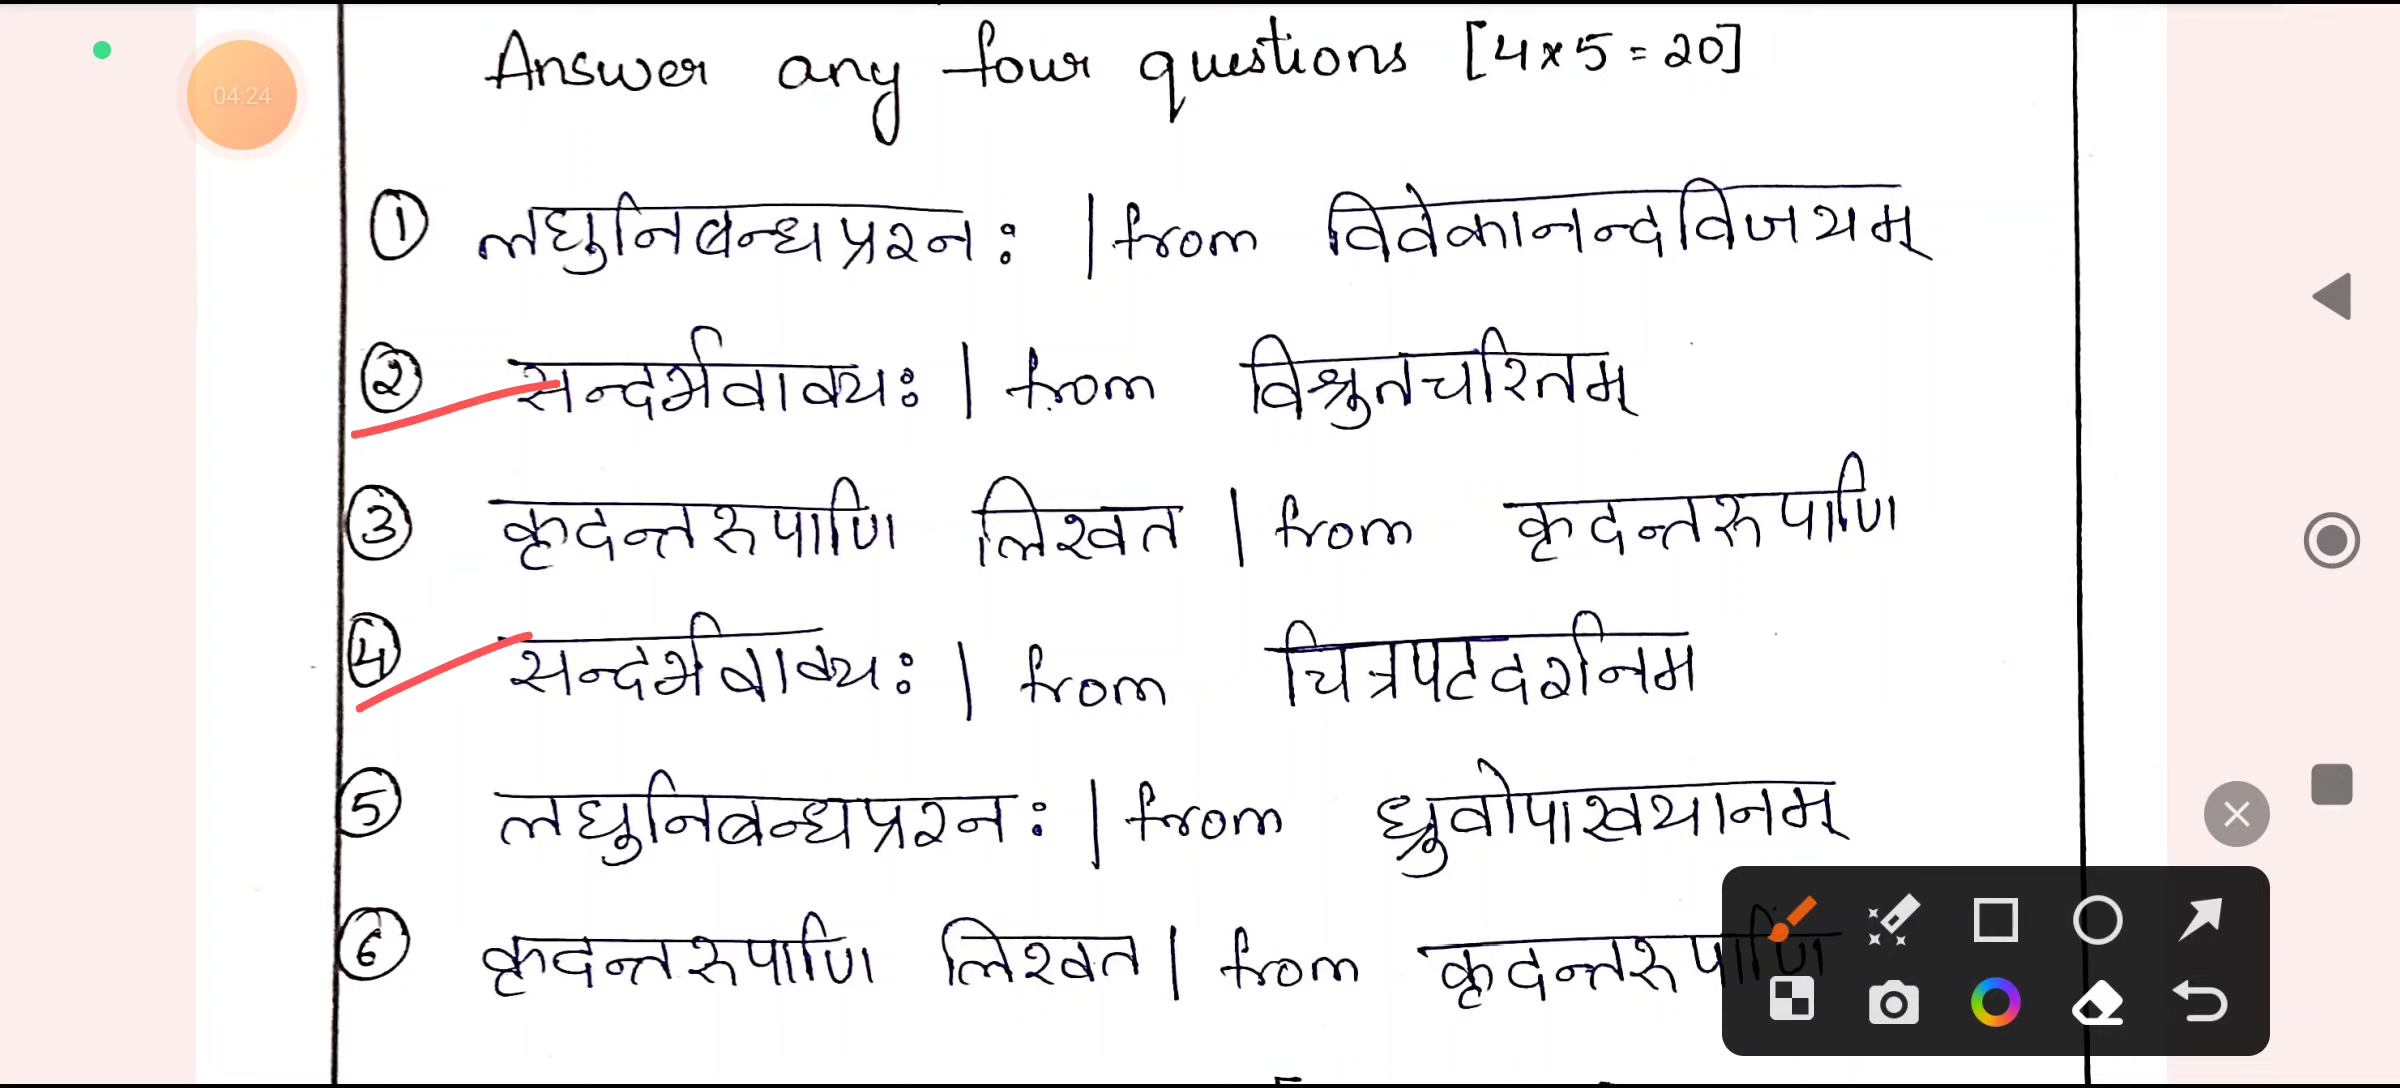 04:24
Answer any four questions [4×5=20]
① लघुनिबन्धप्रश्नः | from विवेकानन्दविजयम्
② सन्दर्भवाक्यः | from विश्रुतचरितम्
③ कृदन्तरुपाणि लिखत | from कृदन्तरुपाणि
④ सन्दर्भवाक्यः | from चित्रपटदर्शनम
⑤ लघुनिबन्धप्रश्नः | from ध्रुवोपाख्यानम्
⑥ कृदन्तरुपाणि लिखत | from कृदन्तरुपाणि